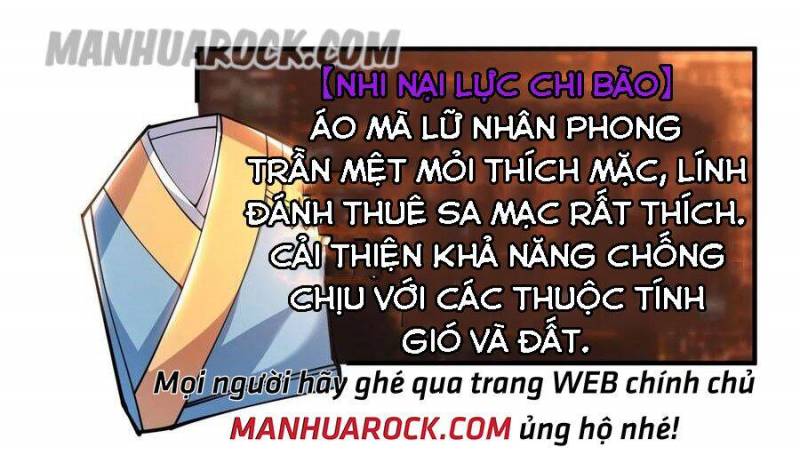 MANHUAROCK.COM
【NHI NẠI LỰC CHI BÃO】
ÁO MÀ LỮ NHÂN PHONG
TRẦN MỆT MỎI THÍCH MẶC, LÍNH
ĐÁNH THUÊ SA MẠC RẤT THÍCH.
CẢI THIỆN KHẢ NĂNG CHỐNG
CHỊU VỚI CÁC THUỘC TÍNH
GIÓ VÀ ĐẤT.
Mọi người hãy ghé qua trang WEB chính chủ
MANHUAROCK.COM ủng hộ nhé!